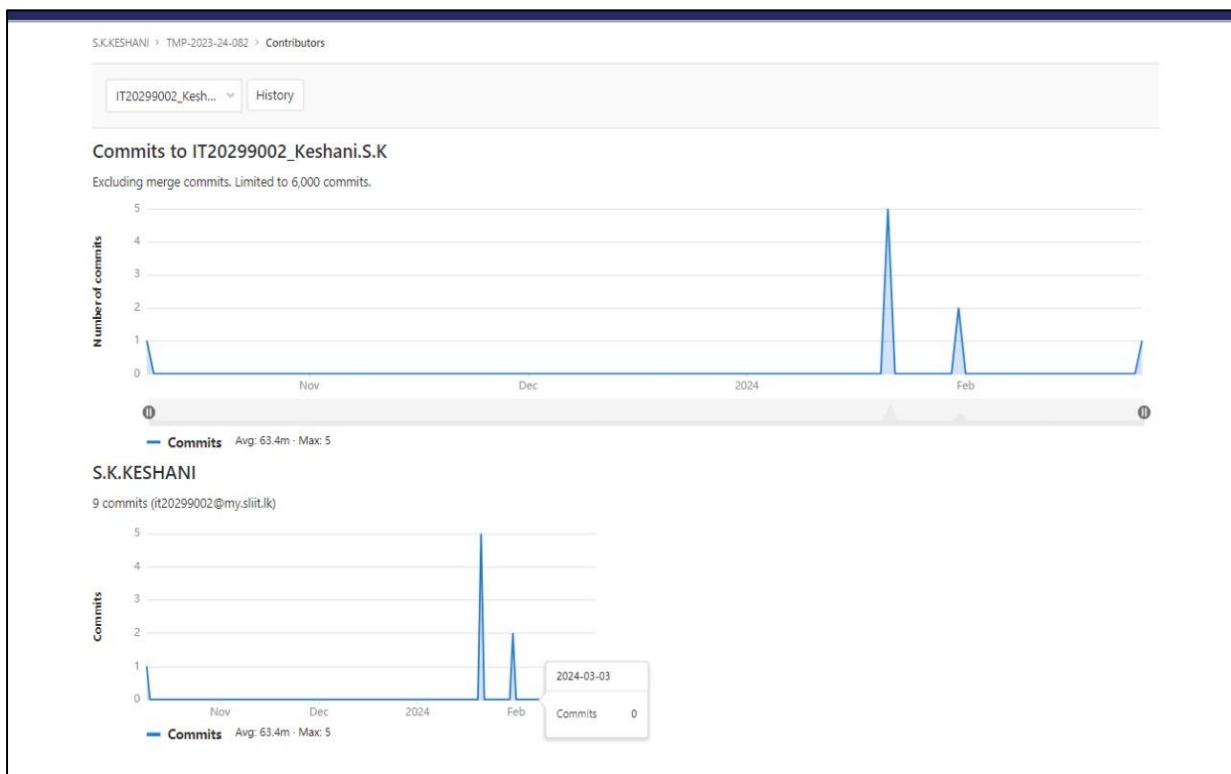 S.K.KESHANI > TMP-2023-24-082 > Contributors
IT20299002_Kesh... History
Commits to IT20299002_Keshani.S.K
Excluding merge commits. Limited to 6,000 commits.
Number of commits
5
4
3
2
1
0
Nov Dec 2024 Feb
Commits Avg: 63.4m · Max: 5
S.K.KESHANI
9 commits (it20299002@my.sliit.lk)
Commits
5
4
3
2
1
0
Nov Dec 2024 Feb
2024-03-03
Commits 0
Commits Avg: 63.4m · Max: 5